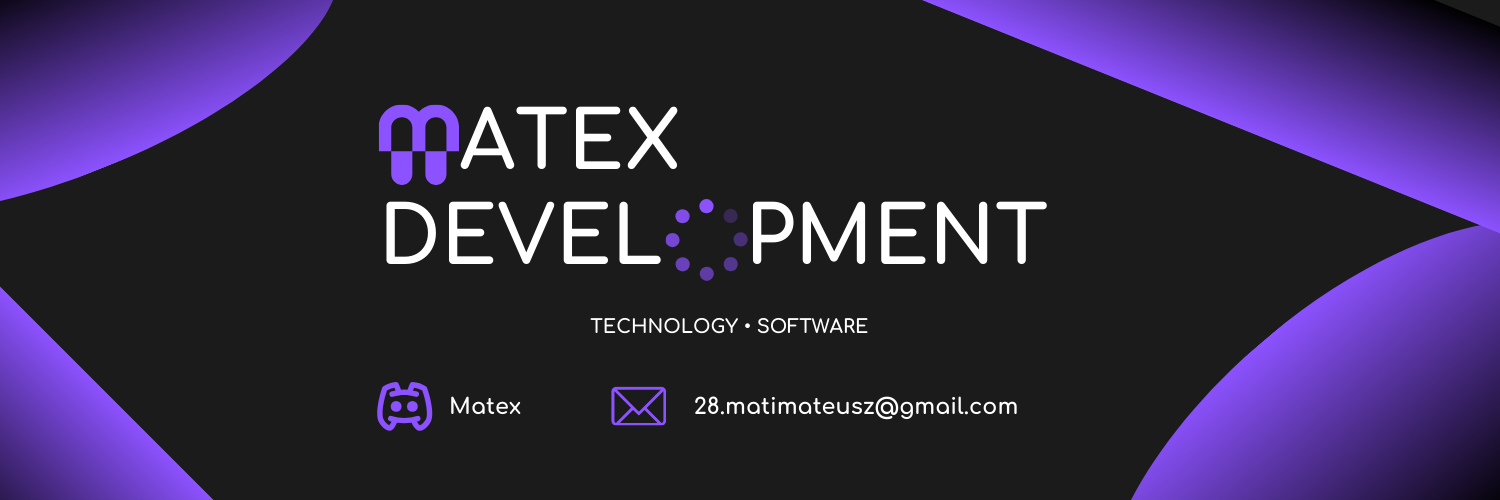 MATEX
DEVELOPMENT
TECHNOLOGY • SOFTWARE
Matex
28.matimateusz@gmail.com